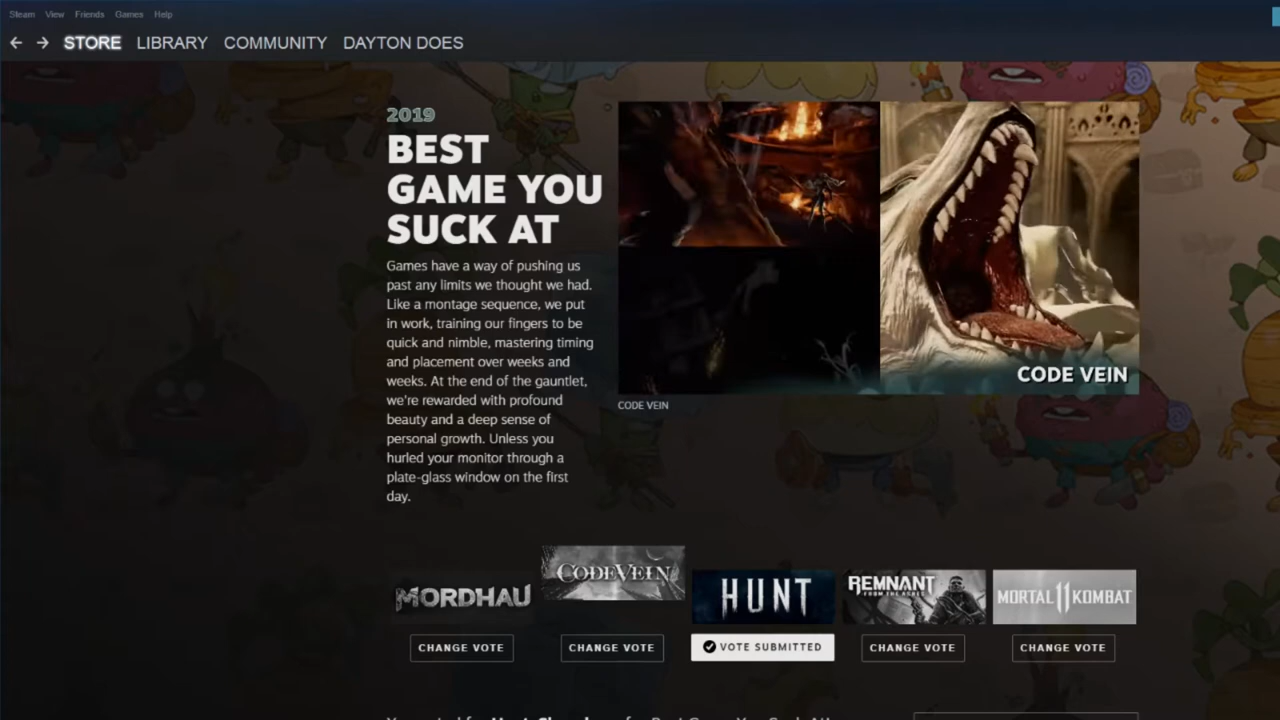 Steam View Friends Games Help
STORE LIBRARY COMMUNITY DAYTON DOES
2019
BEST
GAME YOU
SUCK AT
Games have a way of pushing us
past any limits we thought we had.
Like a montage sequence, we put
in work, training our fingers to be
quick and nimble, mastering timing
and placement over weeks and
weeks. At the end of the gauntlet,
we're rewarded with profound
beauty and a deep sense of
personal growth. Unless you
hurled your monitor through a
plate-glass window on the first
day.
CODE VEIN
CODE VEIN
MORDHAU
CODE VEIN
HUNT
REMNANT
FROM THE ASHES
MORTAL 11 KOMBAT
CHANGE VOTE
CHANGE VOTE
VOTE SUBMITTED
CHANGE VOTE
CHANGE VOTE